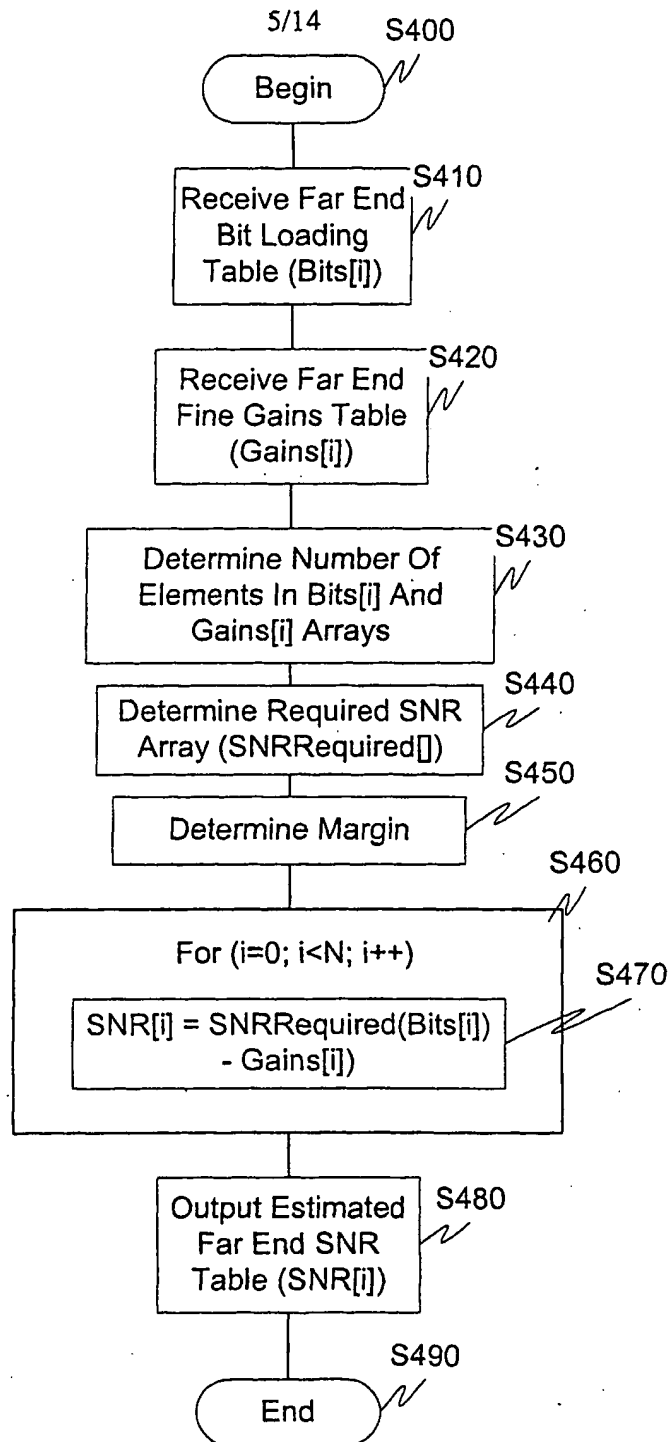 5/14
S400
Begin
S410
Receive Far End
Bit Loading
Table (Bits[i])
S420
Receive Far End
Fine Gains Table
(Gains[i])
S430
Determine Number Of
Elements In Bits[i] And
Gains[i] Arrays
S440
Determine Required SNR
Array (SNRRequired[])
S450
Determine Margin
S460
For (i=0; i<N; i++)
S470
SNR[i] = SNRRequired(Bits[i])
- Gains[i])
S480
Output Estimated
Far End SNR
Table (SNR[i])
S490
End